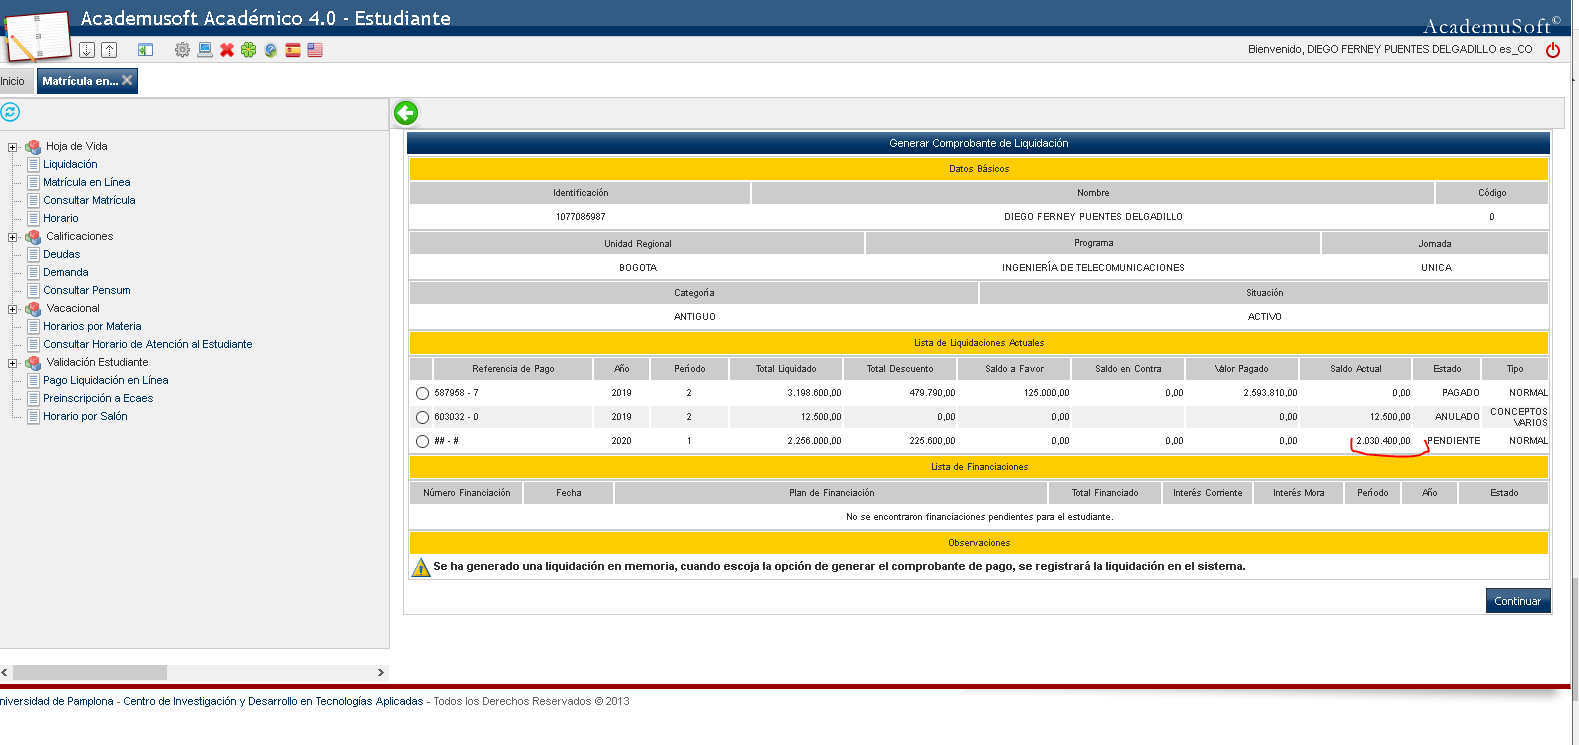 Academusoft Académico 4.0 - Estudiante
AcademuSoft©
Bienvenido, DIEGO FERNEY PUENTES DELGADILLO es_CO
Inicio
Matrícula en...
Hoja de Vida
Liquidación
Matrícula en Línea
Consultar Matrícula
Horario
Calificaciones
Deudas
Demanda
Consultar Pensum
Vacacional
Horarios por Materia
Consultar Horario de Atención al Estudiante
Validación Estudiante
Pago Liquidación en Línea
Preinscripción a Ecaes
Horario por Salón
Generar Comprobante de Liquidación
Datos Básicos
Identificación Nombre Código
1077085987 DIEGO FERNEY PUENTES DELGADILLO 0
Unidad Regional Programa Jornada
BOGOTA INGENIERÍA DE TELECOMUNICACIONES UNICA
Categoría Situación
ANTIGUO ACTIVO
Lista de Liquidaciones Actuales
Referencia de Pago Año Período Total Liquidado Total Descuento Saldo a Favor Saldo en Contra Valor Pagado Saldo Actual Estado Tipo
587958 - 7 2019 2 3.198.600,00 479.790,00 125.000,00 0,00 2.593.810,00 0,00 PAGADO NORMAL
603032 - 0 2019 2 12.500,00 0,00 0,00 0,00 12.500,00 ANULADO CONCEPTOS VARIOS
## - # 2020 1 2.256.000,00 225.600,00 0,00 0,00 0,00 2.030.400,00 PENDIENTE NORMAL
Lista de Financiaciones
Número Financiación Fecha Plan de Financiación Total Financiado Interés Corriente Interés Mora Período Año Estado
No se encontraron financiaciones pendientes para el estudiante.
Observaciones
Se ha generado una liquidación en memoria, cuando escoja la opción de generar el comprobante de pago, se registrará la liquidación en el sistema.
Continuar
niversidad de Pamplona - Centro de Investigación y Desarrollo en Tecnologías Aplicadas - Todos los Derechos Reservados © 2013